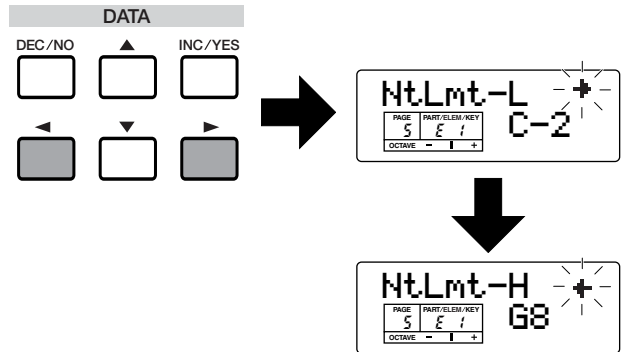 DATA
DEC/NO ▲ INC/YES
◄ ▼ ►
NtLmt-L
C-2
PAGE PART/ELEM/KEY
5 E 1
OCTAVE - +
NtLmt-H
G8
PAGE PART/ELEM/KEY
5 E 1
OCTAVE - +